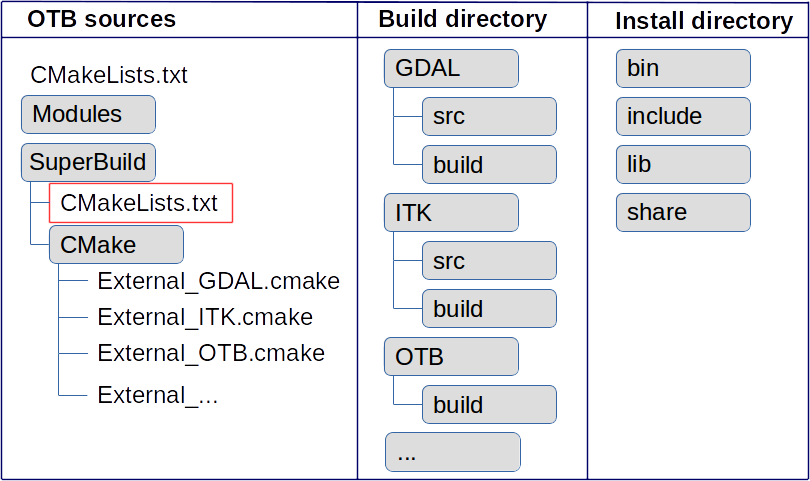 OTB sources
CMakeLists.txt
Modules
SuperBuild
CMakeLists.txt
CMake
External_GDAL.cmake
External_ITK.cmake
External_OTB.cmake
External_...
Build directory
GDAL
src
build
ITK
src
build
OTB
build
...
Install directory
bin
include
lib
share